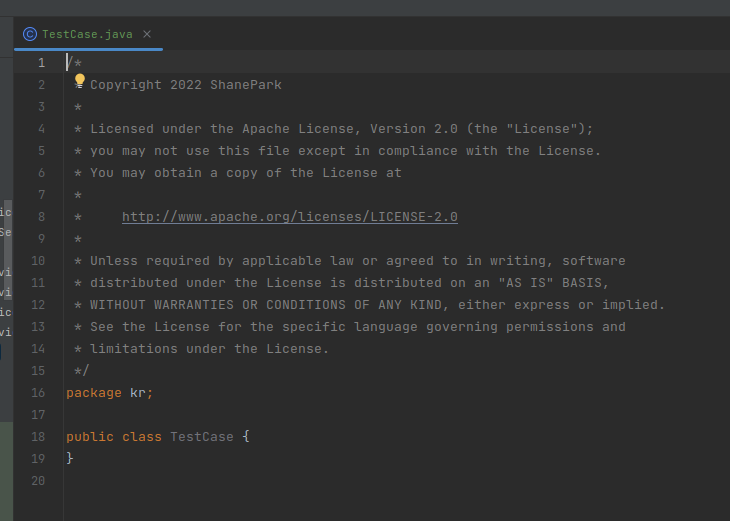 TestCase.java
1 /*
2 * Copyright 2022 ShanePark
3 *
4 * Licensed under the Apache License, Version 2.0 (the "License");
5 * you may not use this file except in compliance with the License.
6 * You may obtain a copy of the License at
7 *
8 * http://www.apache.org/licenses/LICENSE-2.0
9 *
10 * Unless required by applicable law or agreed to in writing, software
11 * distributed under the License is distributed on an "AS IS" BASIS,
12 * WITHOUT WARRANTIES OR CONDITIONS OF ANY KIND, either express or implied.
13 * See the License for the specific language governing permissions and
14 * limitations under the License.
15 */
16 package kr;
17
18 public class TestCase {
19 }
20
ic
Se
vi
vi
ic
vi